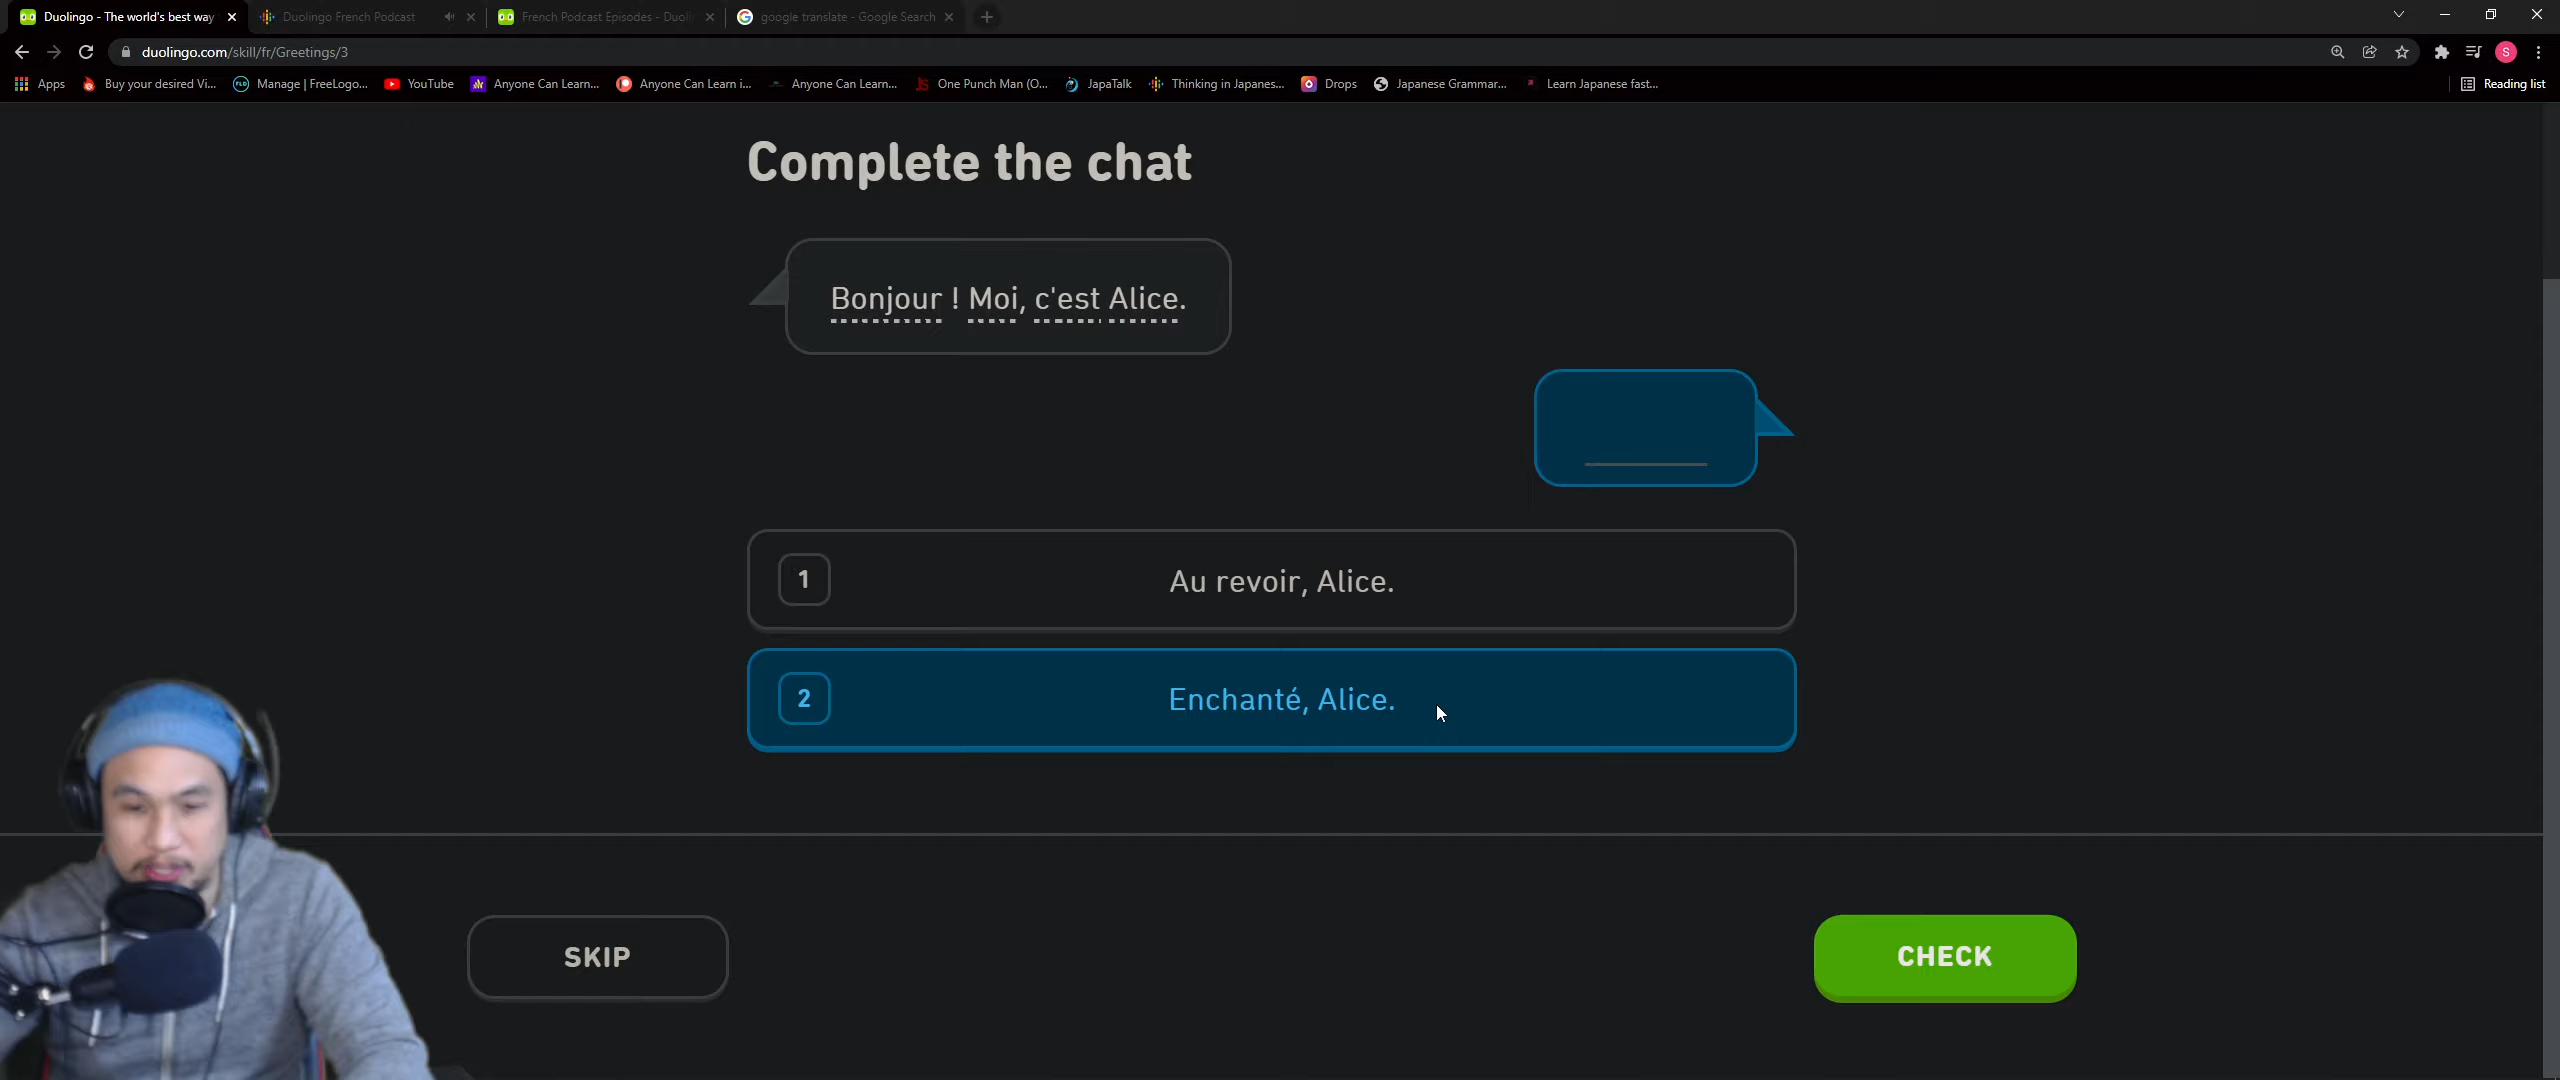 Duolingo - The world's best way
Duolingo French Podcast
French Podcast Episodes - Duoli
google translate - Google Search
duolingo.com/skill/fr/Greetings/3
S
Apps
Buy your desired Vi...
FLD
Manage | FreeLogo...
YouTube
Anyone Can Learn...
Anyone Can Learn i...
Anyone Can Learn...
One Punch Man (O...
JapaTalk
Thinking in Japanes...
Drops
Japanese Grammar...
Learn Japanese fast...
Reading list
Complete the chat
Bonjour ! Moi, c'est Alice.
1
Au revoir, Alice.
2
Enchanté, Alice.
SKIP
CHECK